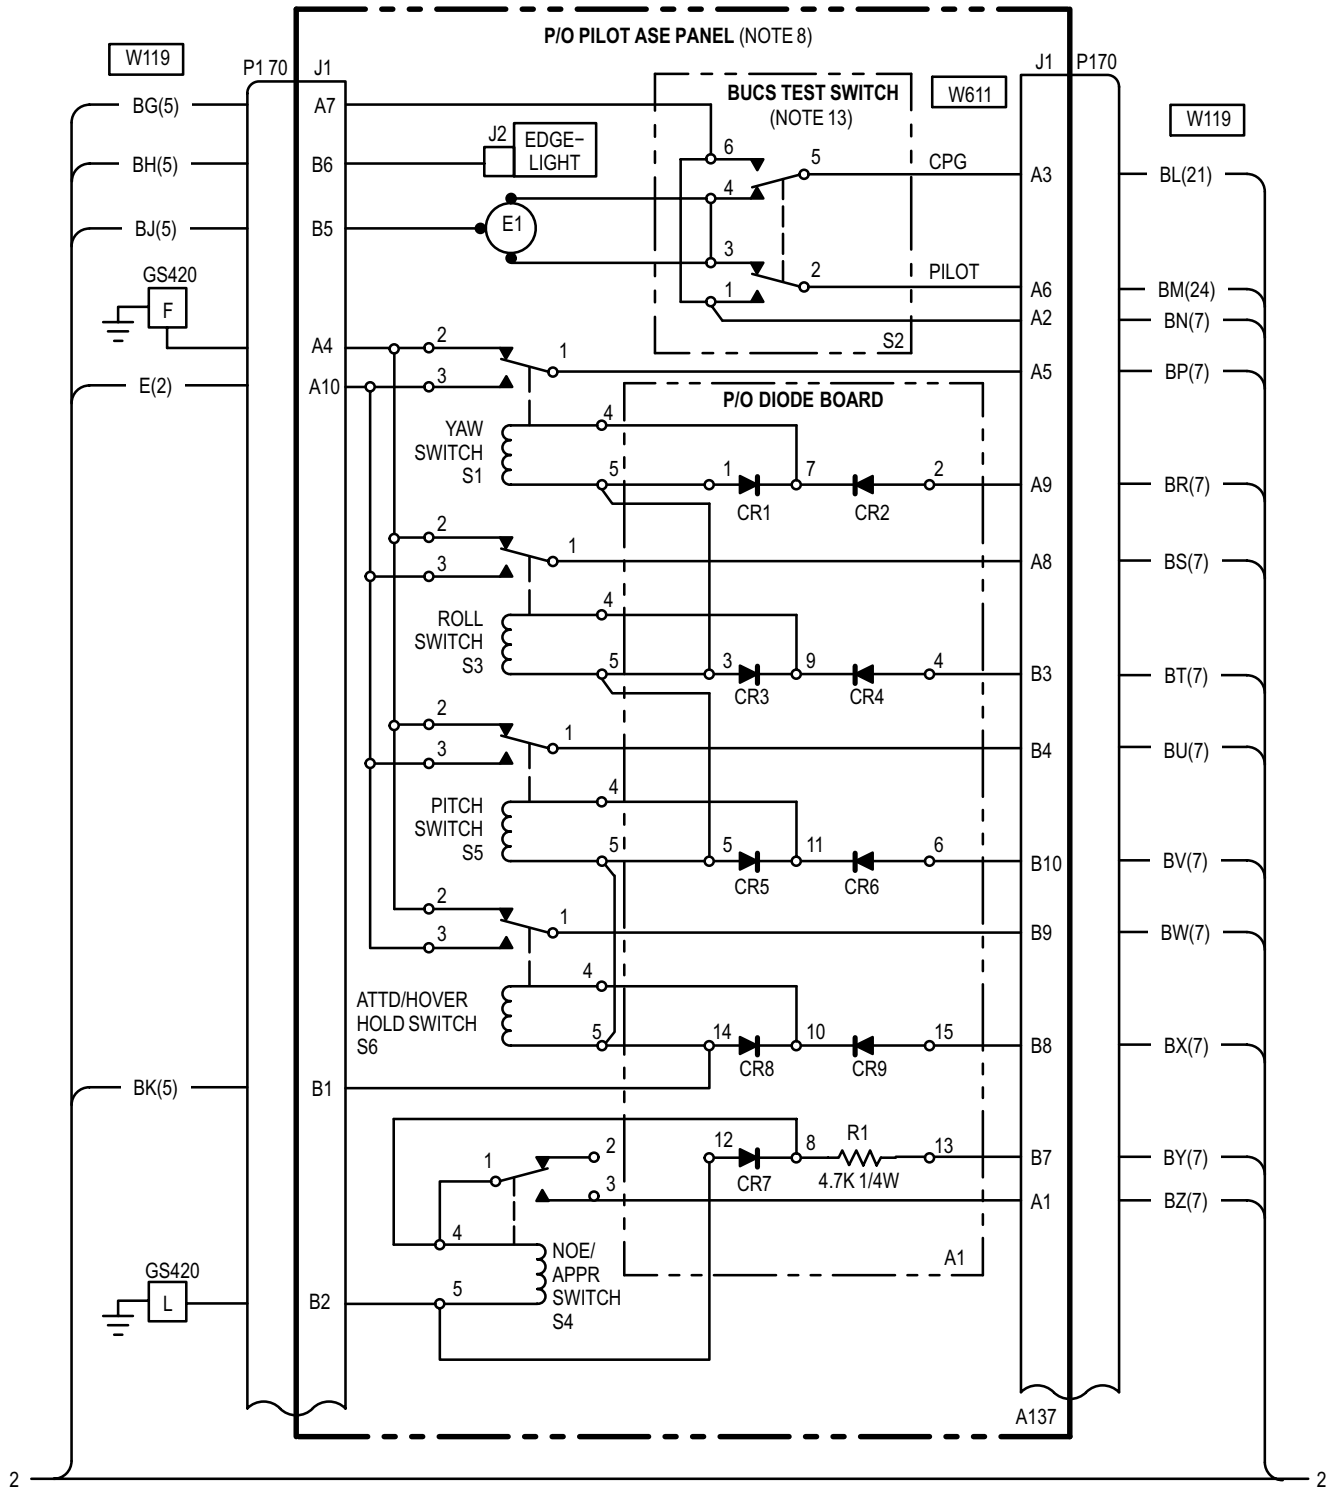 P/O PILOT ASE PANEL (NOTE 8)
W119
P170
J1
J1
P170
W119
BUCS TEST SWITCH
(NOTE 13)
W611
BG(5)
A7
J2
EDGE-
LIGHT
BH(5)
B6
6
5
CPG
A3
BL(21)
4
BJ(5)
B5
E1
3
2
PILOT
A6
BM(24)
1
A2
BN(7)
S2
GS420
F
A4
2
1
A5
BP(7)
E(2)
A10
3
P/O DIODE BOARD
YAW
SWITCH
S1
4
5
1
7
2
A9
BR(7)
CR1
CR2
2
1
3
A8
BS(7)
ROLL
SWITCH
S3
4
5
3
9
4
B3
BT(7)
CR3
CR4
2
1
3
B4
BU(7)
PITCH
SWITCH
S5
4
5
5
11
6
B10
BV(7)
CR5
CR6
2
1
3
B9
BW(7)
ATTD/HOVER
HOLD SWITCH
S6
4
5
14
10
15
B8
BX(7)
CR8
CR9
BK(5)
B1
1
2
3
12
8
R1
13
B7
BY(7)
CR7
4.7K 1/4W
A1
BZ(7)
4
NOE/
APPR
SWITCH
S4
5
A1
GS420
L
B2
A137
2
2